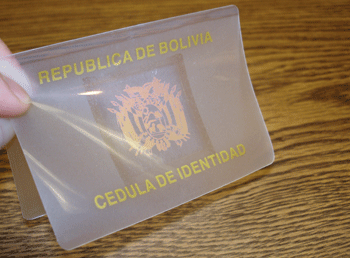 REPUBLICA DE BOLIVIA
CEDULA DE IDENTIDAD